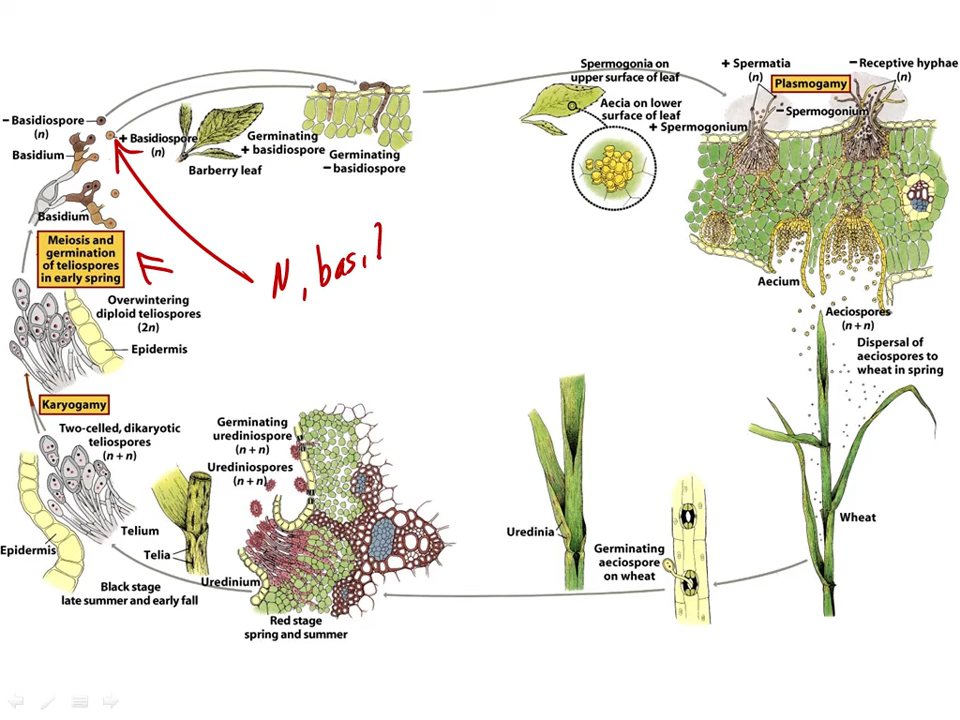 Spermogonia on
upper surface of leaf
+ Spermatia
(n)
− Receptive hyphae
(n)
Plasmogamy
Aecia on lower
surface of leaf
+ Spermogonium
− Spermogonium
− Basidiospore
(n)
+ Basidiospore
(n)
Basidium
Barberry leaf
Germinating
+ basidiospore
Germinating
− basidiospore
Basidium
Meiosis and
germination
of teliospores
in early spring
N, bas,
Aecium
Overwintering
diploid teliospores
(2n)
Epidermis
Aeciospores
(n + n)
Dispersal of
aeciospores to
wheat in spring
Karyogamy
Two-celled, dikaryotic
teliospores
(n + n)
Germinating
urediniospore
(n + n)
Urediniospores
(n + n)
Wheat
Telium
Urediniа
Epidermis
Telia
Germinating
aeciospore
on wheat
Uredinium
Black stage
late summer and early fall
Red stage
spring and summer